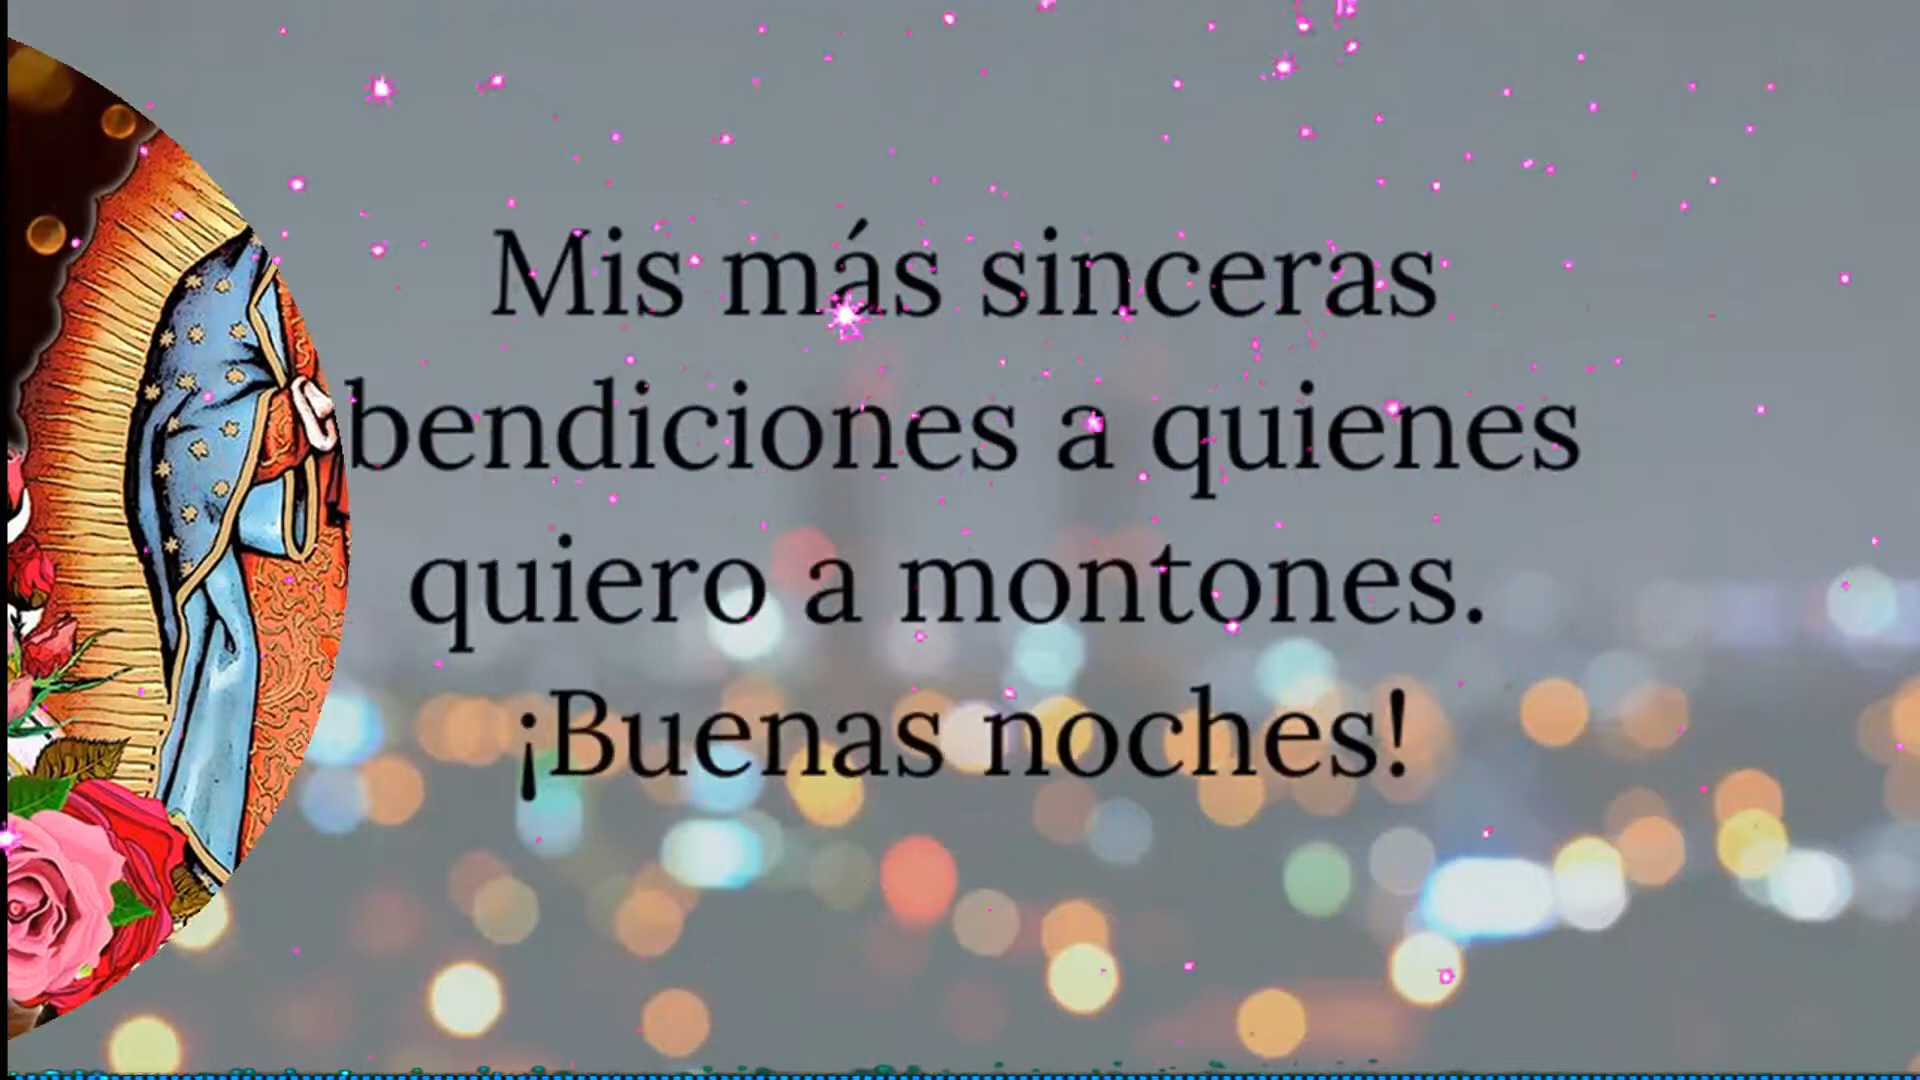 Mis más sinceras
bendiciones a quienes
quiero a montones.
¡Buenas noches!